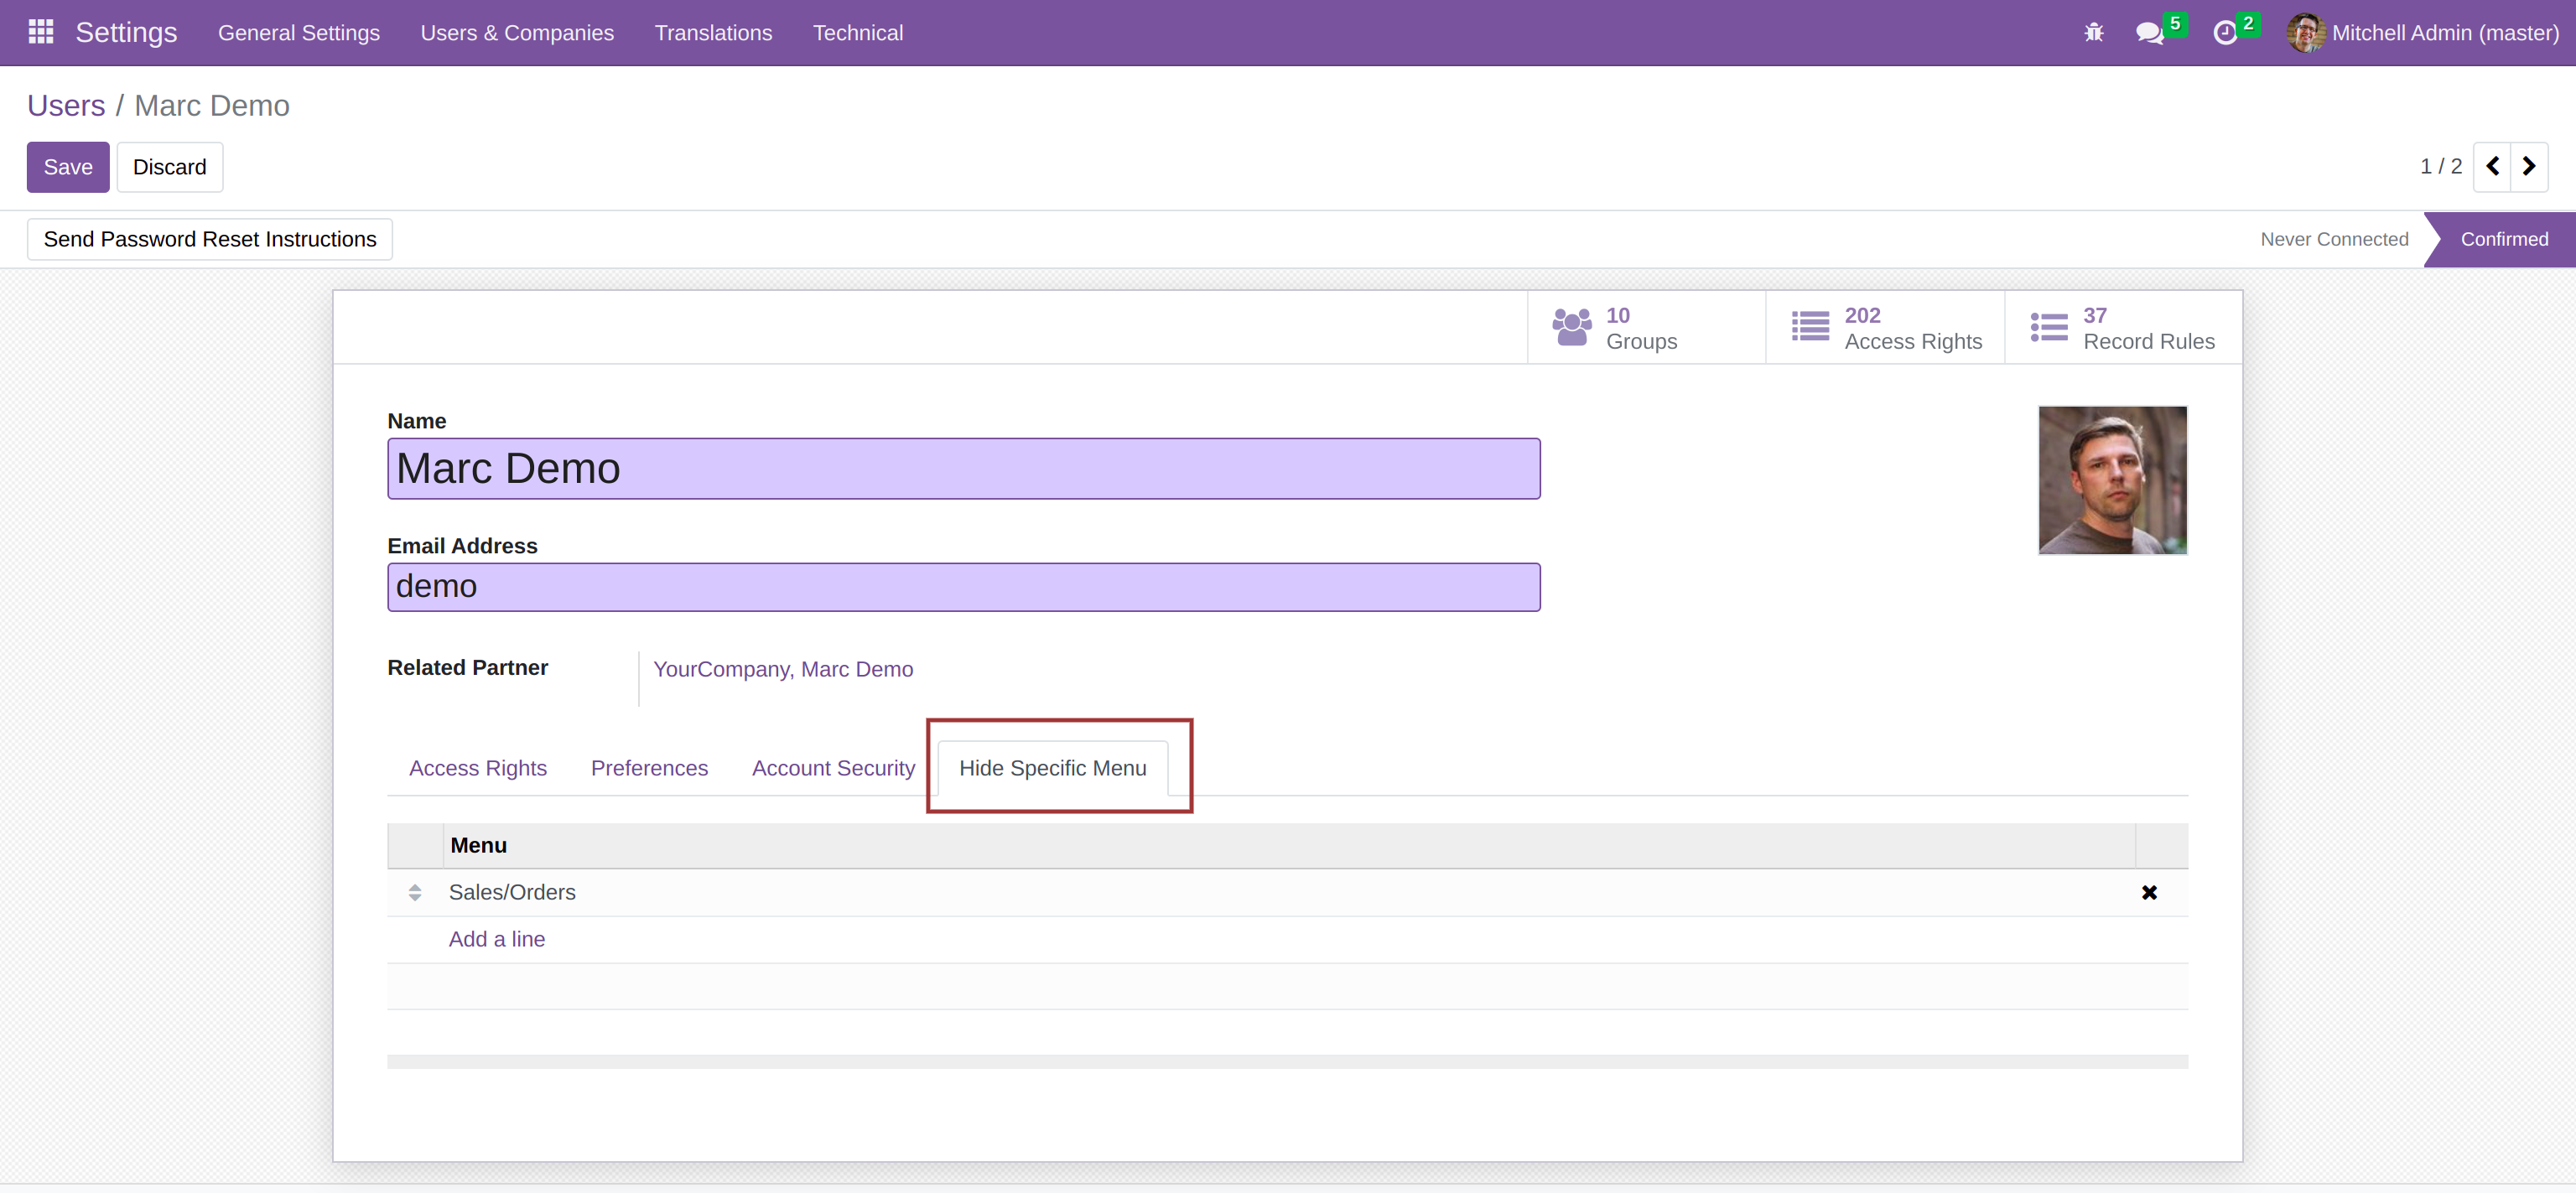 Settings General Settings Users & Companies Translations Technical 5 2 Mitchell Admin (master)
Users / Marc Demo
Save Discard 1 / 2
Send Password Reset Instructions Never Connected Confirmed
10 202 37
Groups Access Rights Record Rules
Name
Marc Demo
Email Address
demo
Related Partner YourCompany, Marc Demo
Access Rights Preferences Account Security Hide Specific Menu
Menu
Sales/Orders
Add a line